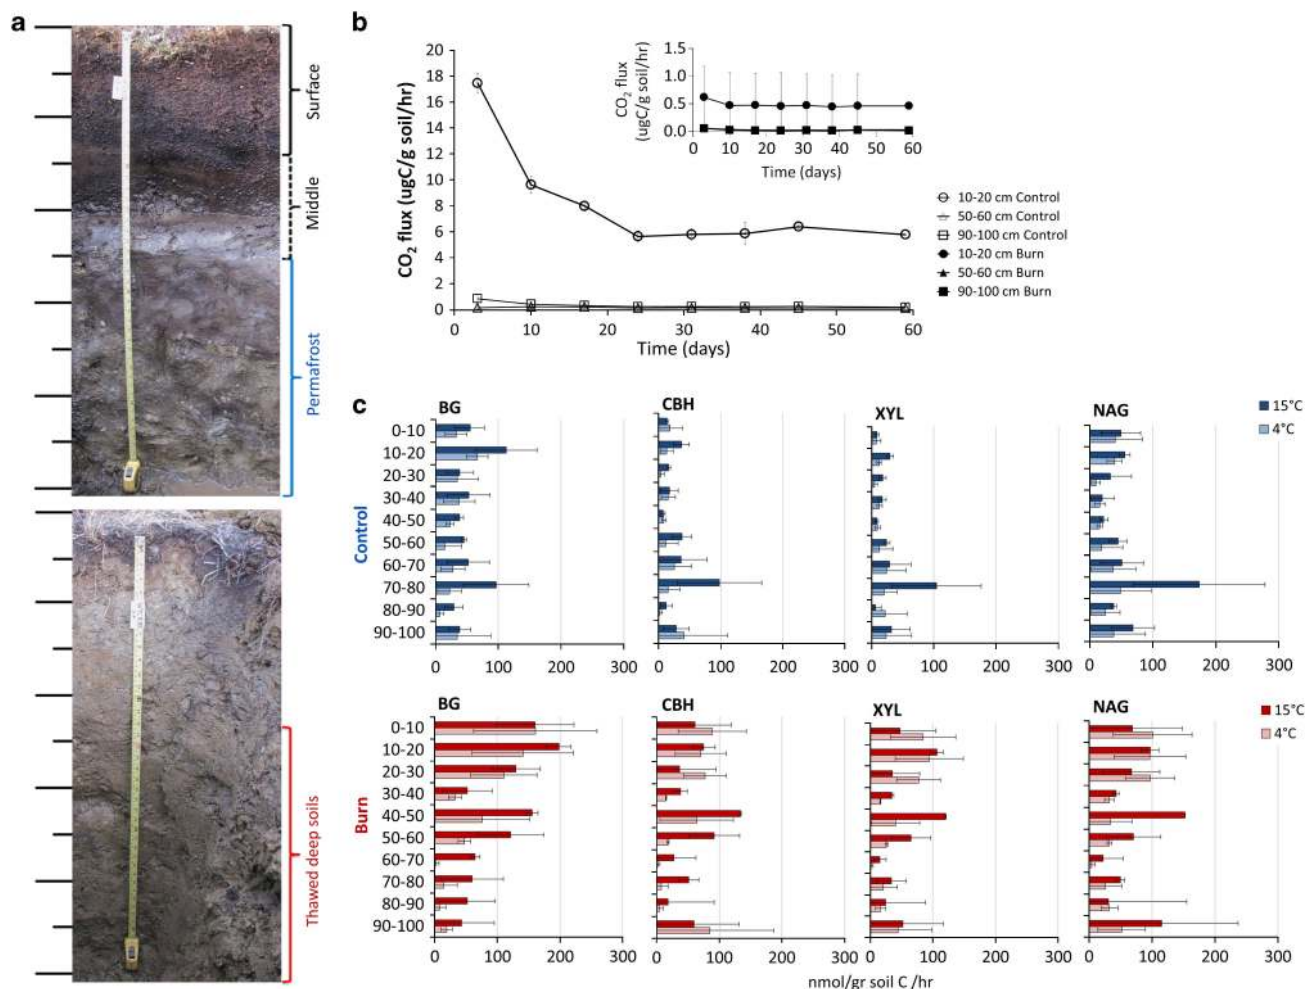 a
Surface
Middle
Permafrost
Thawed deep soils
b
CO2 flux (ugC/g soil/hr)
20
18
16
14
12
10
8
6
4
2
0
0 10 20 30 40 50 60
Time (days)
CO2 flux
(ugC/g soil/hr)
1.5
1.0
0.5
0.0
0 10 20 30 40 50 60
Time (days)
10-20 cm Control
50-60 cm Control
90-100 cm Control
10-20 cm Burn
50-60 cm Burn
90-100 cm Burn
c
BG CBH XYL NAG
15°C
4°C
Control
0-10
10-20
20-30
30-40
40-50
50-60
60-70
70-80
80-90
90-100
0 100 200 300 0 100 200 300 0 100 200 300 0 100 200 300
BG CBH XYL NAG
15°C
4°C
Burn
0-10
10-20
20-30
30-40
40-50
50-60
60-70
70-80
80-90
90-100
0 100 200 300 0 100 200 300 0 100 200 300 0 100 200 300
nmol/gr soil C /hr